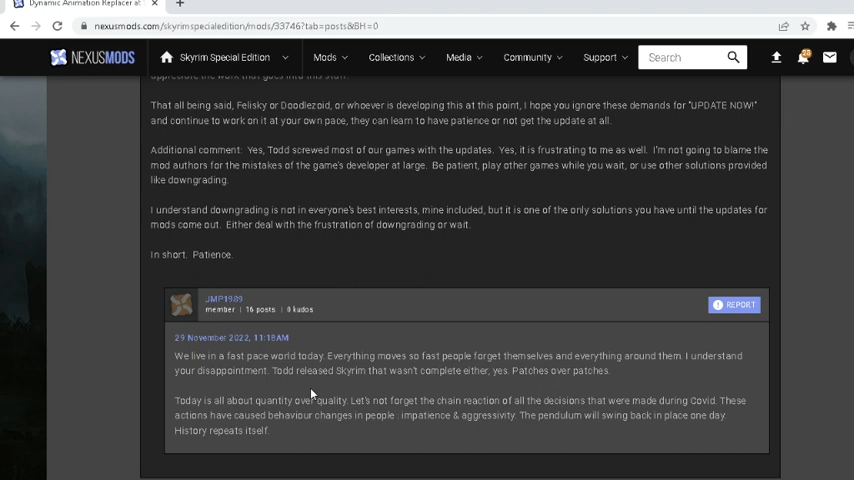 Dynamic Animation Replacer at
nexusmods.com/skyrimspecialedition/mods/33746?tab=posts&BH=0
NEXUSMODS Skyrim Special Edition Mods Collections Media Community Support Search
appreciate the work that goes into this stuff.
That all being said, Felisky or Doodlezoid, or whoever is developing this at this point, I hope you ignore these demands for "UPDATE NOW!"
and continue to work on it at your own pace, they can learn to have patience or not get the update at all.
Additional comment: Yes, Todd screwed most of our games with the updates. Yes, it is frustrating to me as well. I'm not going to blame the
mod authors for the mistakes of the game's developer at large. Be patient, play other games while you wait, or use other solutions provided
like downgrading.
I understand downgrading is not in everyone's best interests, mine included, but it is one of the only solutions you have until the updates for
mods come out. Either deal with the frustration of downgrading or wait.
In short. Patience.
JMP1989
member | 16 posts | 0 kudos
REPORT
29 November 2022, 11:18AM
We live in a fast pace world today. Everything moves so fast people forget themselves and everything around them. I understand
your disappointment. Todd released Skyrim that wasn't complete either, yes. Patches over patches.
Today is all about quantity over quality. Let's not forget the chain reaction of all the decisions that were made during Covid. These
actions have caused behaviour changes in people : impatience & aggressivity. The pendulum will swing back in place one day.
History repeats itself.